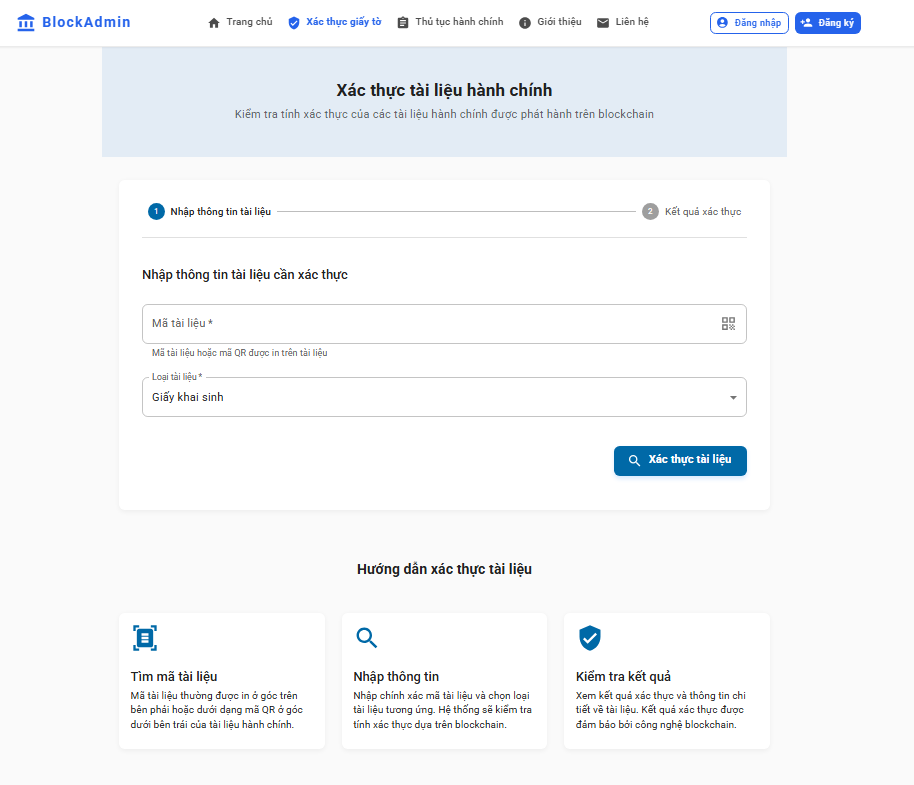 BlockAdmin
Trang chủ
Xác thực giấy tờ
Thủ tục hành chính
Giới thiệu
Liên hệ
Đăng nhập
Đăng ký
Xác thực tài liệu hành chính
Kiểm tra tính xác thực của các tài liệu hành chính được phát hành trên blockchain
1 Nhập thông tin tài liệu
2 Kết quả xác thực
Nhập thông tin tài liệu cần xác thực
Mã tài liệu *
Mã tài liệu hoặc mã QR được in trên tài liệu
Loại tài liệu *
Giấy khai sinh
Xác thực tài liệu
Hướng dẫn xác thực tài liệu
Tìm mã tài liệu
Mã tài liệu thường được in ở góc trên
bên phải hoặc dưới dạng mã QR ở góc
dưới bên trái của tài liệu hành chính.
Nhập thông tin
Nhập chính xác mã tài liệu và chọn loại
tài liệu tương ứng. Hệ thống sẽ kiểm tra
tính xác thực dựa trên blockchain.
Kiểm tra kết quả
Xem kết quả xác thực và thông tin chi
tiết về tài liệu. Kết quả xác thực được
đảm bảo bởi công nghệ blockchain.